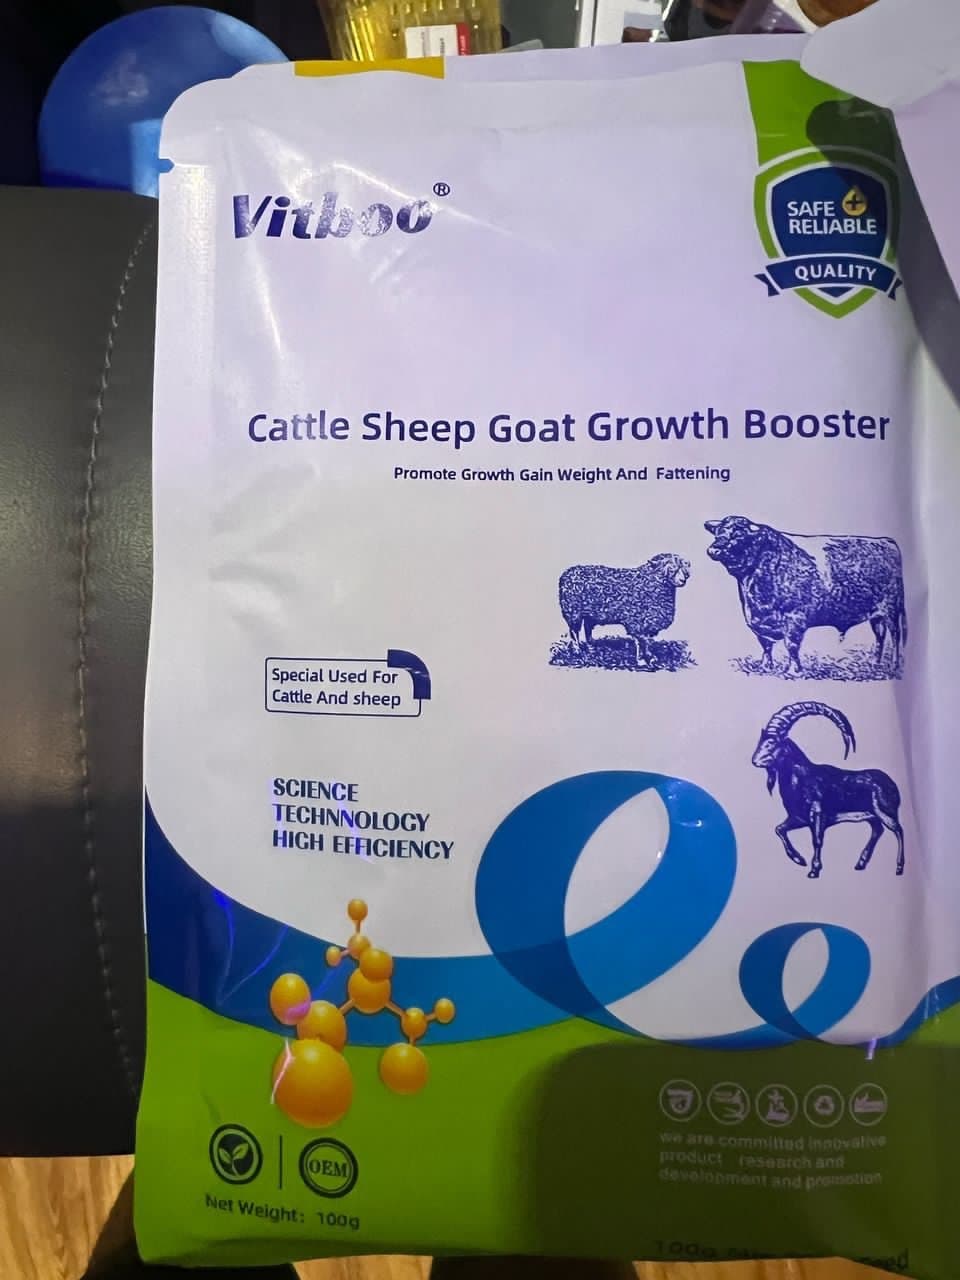 Vitboo®
SAFE
RELIABLE
QUALITY
Cattle Sheep Goat Growth Booster
Promote Growth Gain Weight And Fattening
Special Used For
Cattle And sheep
SCIENCE
TECHNNOLOGY
HIGH EFFICIENCY
OEM
Net Weight: 100g
we are committed innovative
product research and
development and promotion
100g